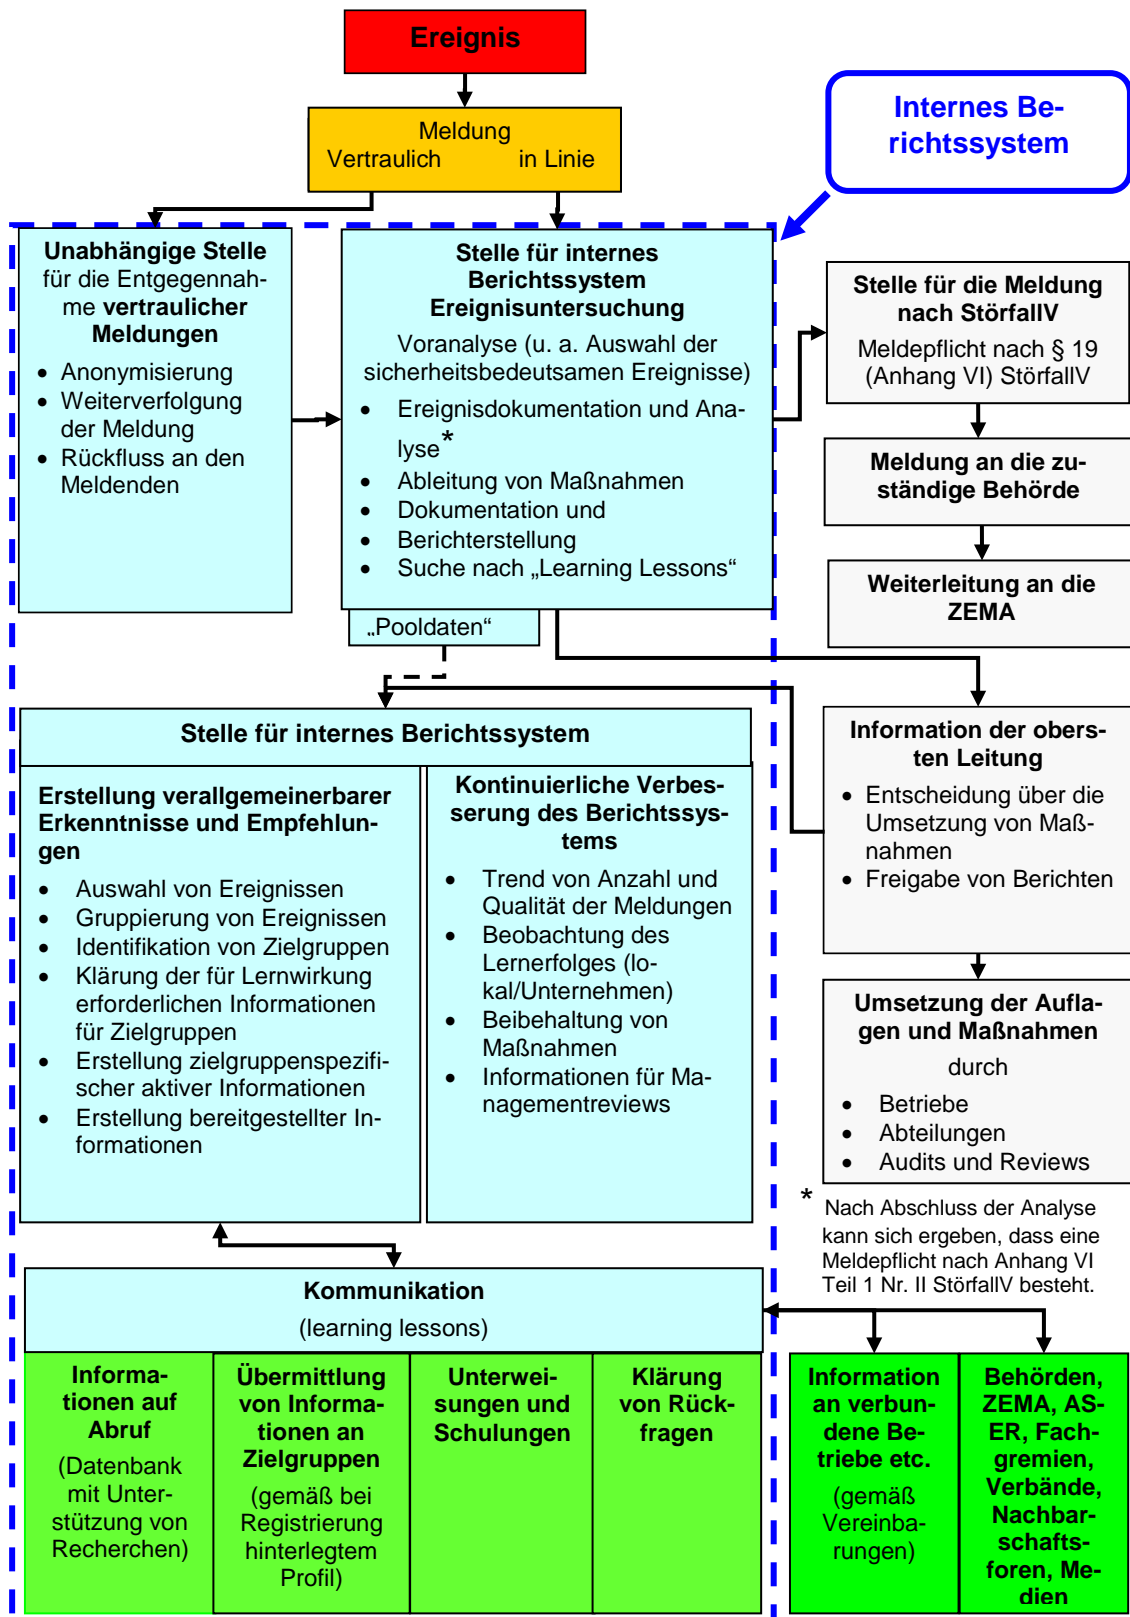 Ereignis
Meldung
Vertraulich in Linie
Internes Be-
richtssystem
Unabhängige Stelle
für die Entgegennah-
me vertraulicher
Meldungen
• Anonymisierung
• Weiterverfolgung
der Meldung
• Rückfluss an den
Meldenden
Stelle für internes
Berichtssystem
Ereignisuntersuchung
Voranalyse (u. a. Auswahl der
sicherheitsbedeutsamen Ereignisse)
• Ereignisdokumentation und Ana-
lyse*
• Ableitung von Maßnahmen
• Dokumentation und
• Berichterstellung
• Suche nach „Learning Lessons“
„Pooldaten“
Stelle für die Meldung
nach StörfallV
Meldepflicht nach § 19
(Anhang VI) StörfallV
Meldung an die zu-
ständige Behörde
Weiterleitung an die
ZEMA
Stelle für internes Berichtssystem
Erstellung verallgemeinerbarer
Erkenntnisse und Empfehlun-
gen
• Auswahl von Ereignissen
• Gruppierung von Ereignissen
• Identifikation von Zielgruppen
• Klärung der für Lernwirkung
erforderlichen Informationen
für Zielgruppen
• Erstellung zielgruppenspezifi-
scher aktiver Informationen
• Erstellung bereitgestellter In-
formationen
Kontinuierliche Verbes-
serung des Berichtssys-
tems
• Trend von Anzahl und
Qualität der Meldungen
• Beobachtung des
Lernerfolges (lo-
kal/Unternehmen)
• Beibehaltung von
Maßnahmen
• Informationen für Ma-
nagementreviews
Information der obers-
ten Leitung
• Entscheidung über die
Umsetzung von Maß-
nahmen
• Freigabe von Berichten
Umsetzung der Aufla-
gen und Maßnahmen
durch
• Betriebe
• Abteilungen
• Audits und Reviews
* Nach Abschluss der Analyse
kann sich ergeben, dass eine
Meldepflicht nach Anhang VI
Teil 1 Nr. II StörfallV besteht.
Kommunikation
(learning lessons)
Informa-
tionen auf
Abruf
(Datenbank
mit Unter-
stützung von
Recherchen)
Übermittlung
von Informa-
tionen an
Zielgruppen
(gemäß bei
Registrierung
hinterlegtem
Profil)
Unterwei-
sungen und
Schulungen
Klärung
von Rück-
fragen
Information
an verbun-
dene Be-
triebe etc.
(gemäß
Vereinba-
rungen)
Behörden,
ZEMA, AS-
ER, Fach-
gremien,
Verbände,
Nachbar-
schafts-
foren, Me-
dien